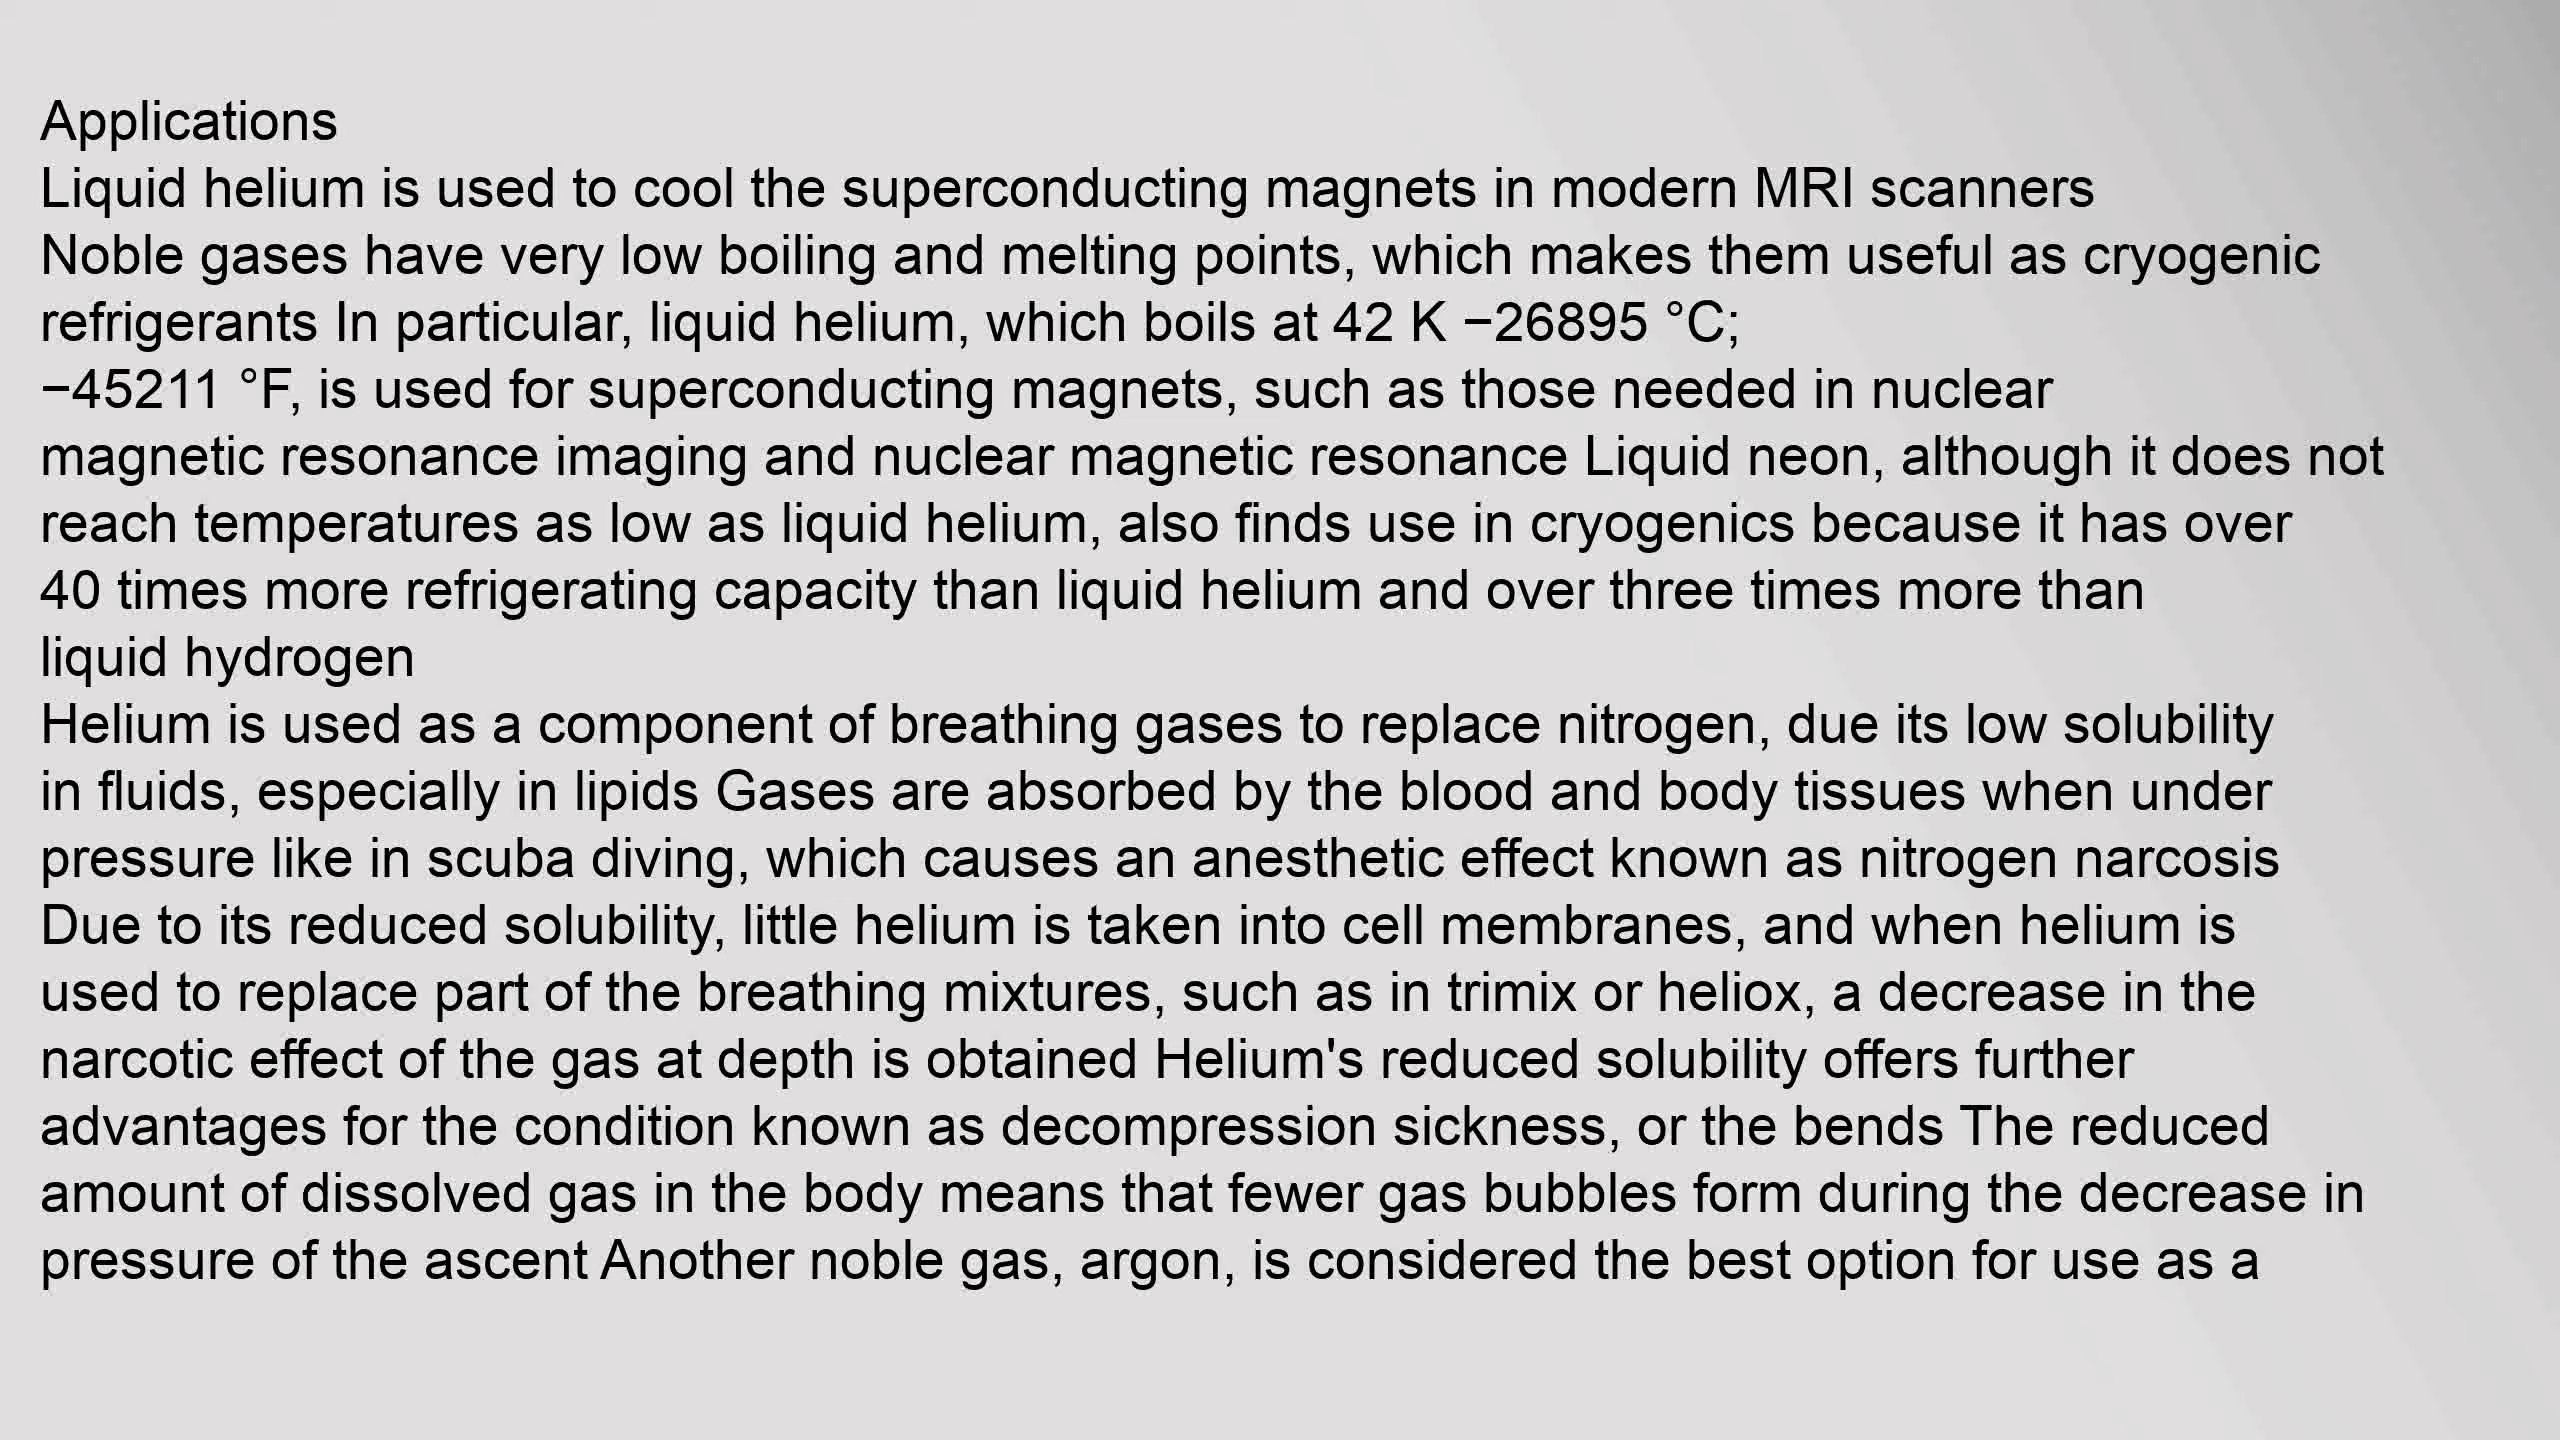 Applications
Liquid helium is used to cool the superconducting magnets in modern MRI scanners
Noble gases have very low boiling and melting points, which makes them useful as cryogenic
refrigerants In particular, liquid helium, which boils at 42 K −26895 °C;
−45211 °F, is used for superconducting magnets, such as those needed in nuclear
magnetic resonance imaging and nuclear magnetic resonance Liquid neon, although it does not
reach temperatures as low as liquid helium, also finds use in cryogenics because it has over
40 times more refrigerating capacity than liquid helium and over three times more than
liquid hydrogen
Helium is used as a component of breathing gases to replace nitrogen, due its low solubility
in fluids, especially in lipids Gases are absorbed by the blood and body tissues when under
pressure like in scuba diving, which causes an anesthetic effect known as nitrogen narcosis
Due to its reduced solubility, little helium is taken into cell membranes, and when helium is
used to replace part of the breathing mixtures, such as in trimix or heliox, a decrease in the
narcotic effect of the gas at depth is obtained Helium's reduced solubility offers further
advantages for the condition known as decompression sickness, or the bends The reduced
amount of dissolved gas in the body means that fewer gas bubbles form during the decrease in
pressure of the ascent Another noble gas, argon, is considered the best option for use as a